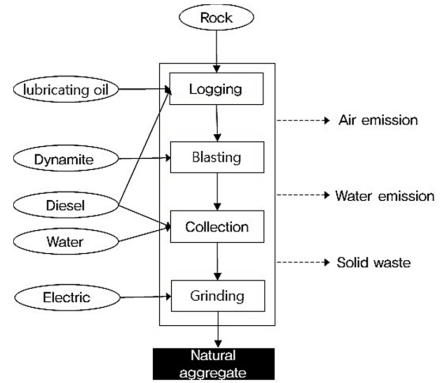 Rock
lubricating oil
Logging
Air emission
Dynamite
Blasting
Diesel
Water emission
Water
Collection
Solid waste
Electric
Grinding
Natural
aggregate